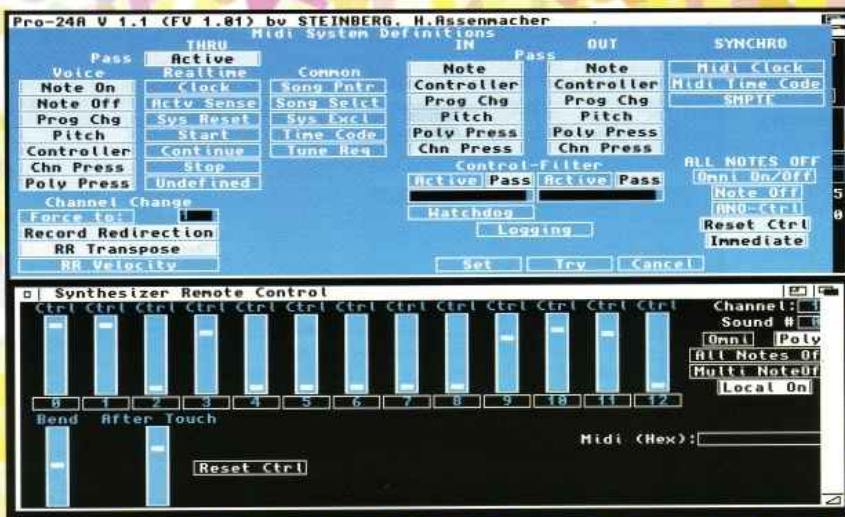 Pro-24A V 1.1 (FV 1.01) by STEINBERG. H.Assenmacher
Midi System Definitions
THRU
Pass Active
Voice Realtime Common
Note On Clock Song Pntr
Note Off Actv Sense Song Selct
Prog Chg Sys Reset Sys Excl
Pitch Start Time Code
Controller Continue Tune Req
Chn Press Stop
Poly Press Undefined
Channel Change
Force to: 1
Record Redirection
RR Transpose
RR Velocity
IN OUT
Pass
Note Note
Controller Controller
Prog Chg Prog Chg
Pitch Pitch
Poly Press Poly Press
Chn Press Chn Press
Control-Filter
Active Pass Active Pass
Watchdog
Logging
Set Try Cancel
SYNCHRO
Midi Clock
Midi Time Code
SMPTE
ALL NOTES OFF
Omni On/Off
Note Off
ANO-Ctrl
Reset Ctrl
Immediate
5
0
Synthesizer Remote Control
Ctrl Ctrl Ctrl Ctrl Ctrl Ctrl Ctrl Ctrl Ctrl Ctrl Ctrl Ctrl Ctrl
0 1 2 3 4 5 6 7 8 9 10 11 12
Channel: 1
Sound #
Omni Poly
All Notes Of
Multi NoteOf
Local On
Bend After Touch
Reset Ctrl
Midi (Hex):